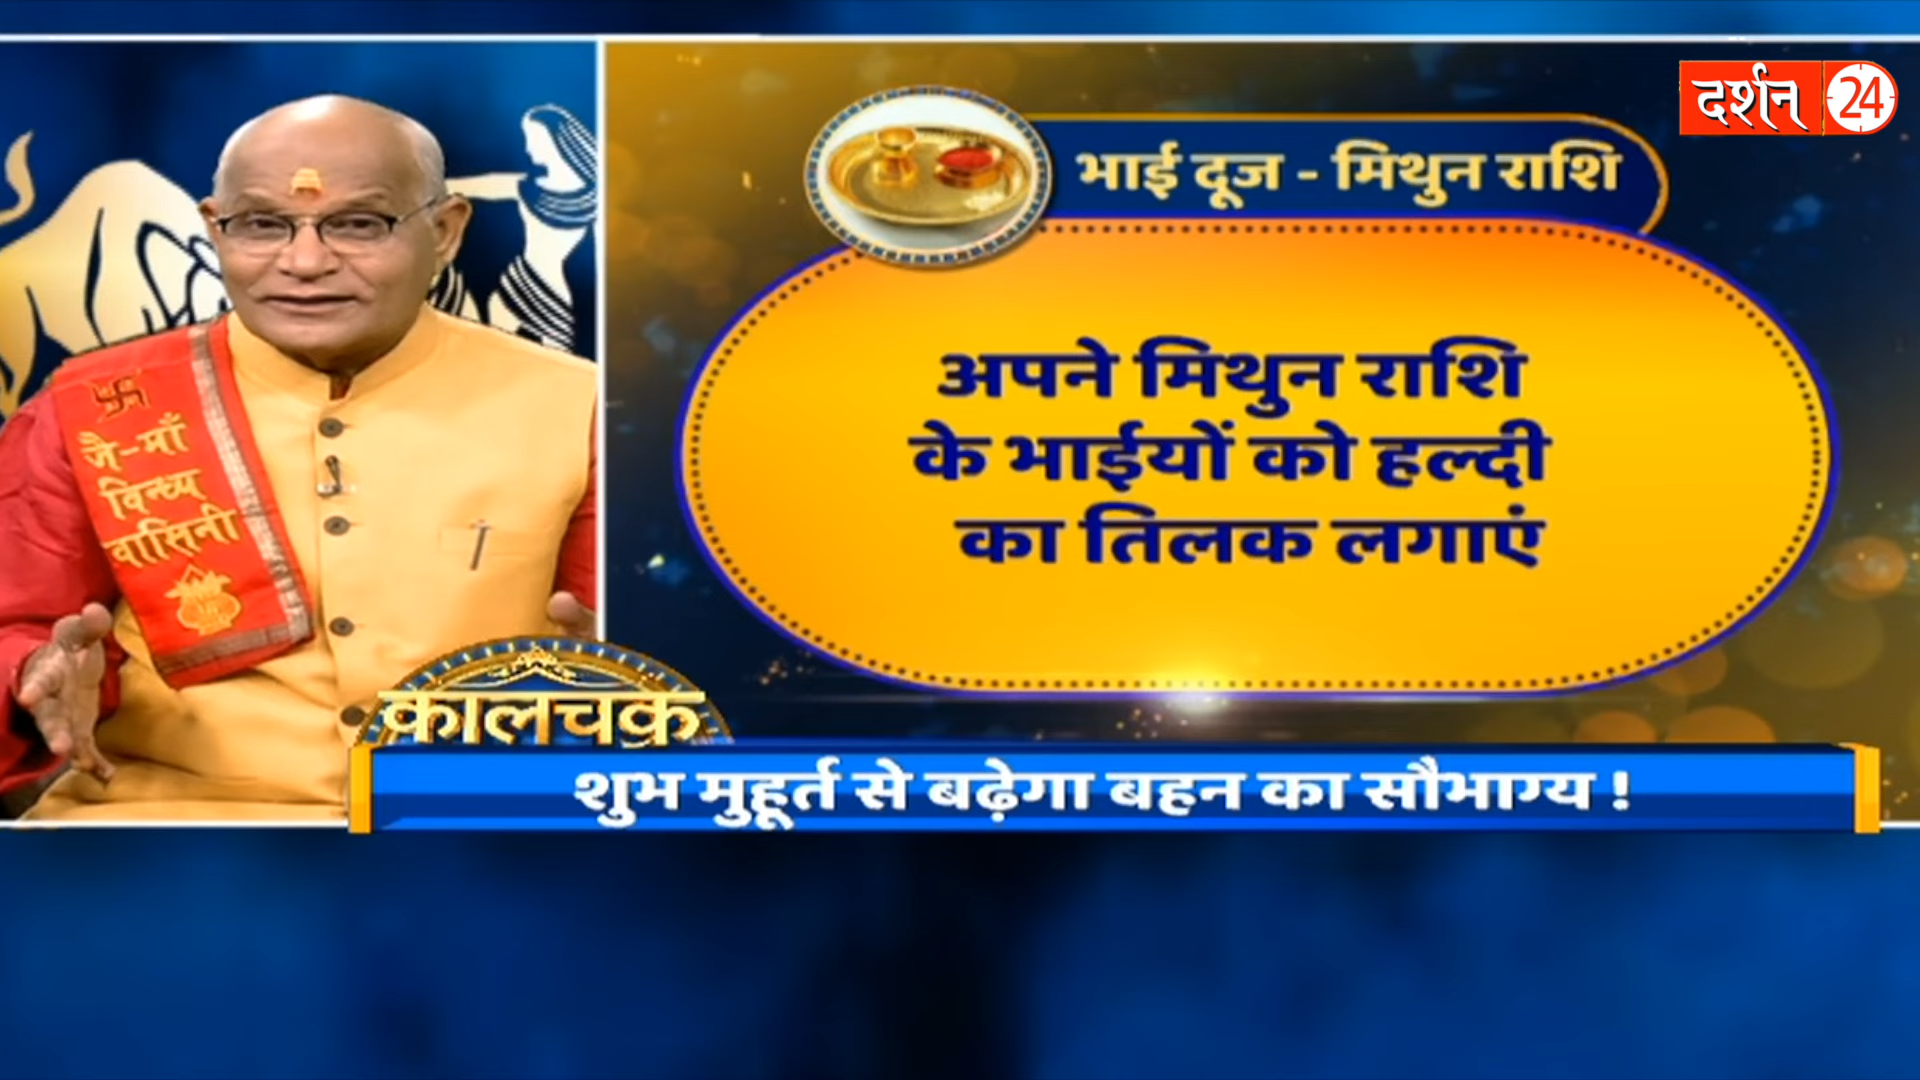 दर्शन 24
भाई दूज - मिथुन राशि
अपने मिथुन राशि
के भाईयों को हल्दी
का तिलक लगाएं
जै-माँ
विन्ध्य
वासिनी
कालचक्र
शुभ मुहूर्त से बढ़ेगा बहन का सौभाग्य !